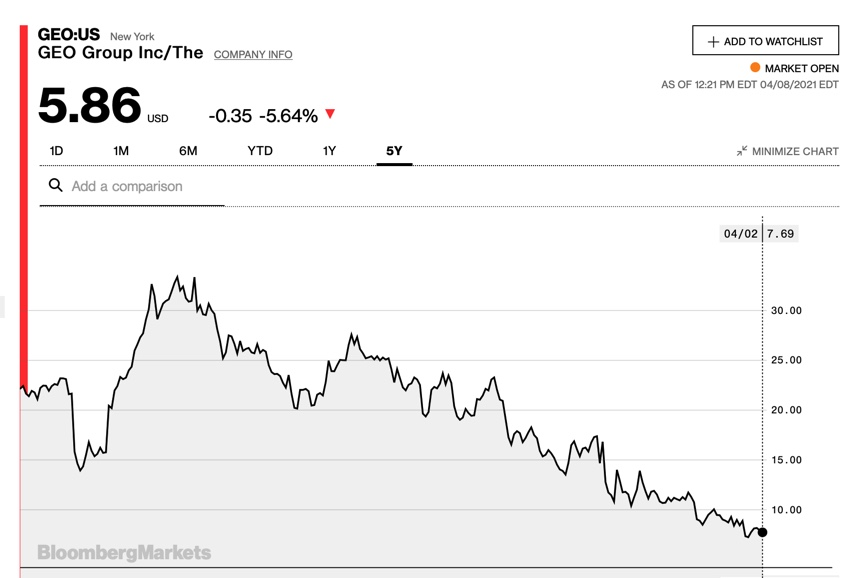 GEO:US New York
GEO Group Inc/The COMPANY INFO
+ ADD TO WATCHLIST
MARKET OPEN
AS OF 12:21 PM EDT 04/08/2021 EDT
5.86 USD -0.35 -5.64%
1D 1M 6M YTD 1Y 5Y
MINIMIZE CHART
Add a comparison
04/02 7.69
30.00
25.00
20.00
15.00
10.00
BloombergMarkets